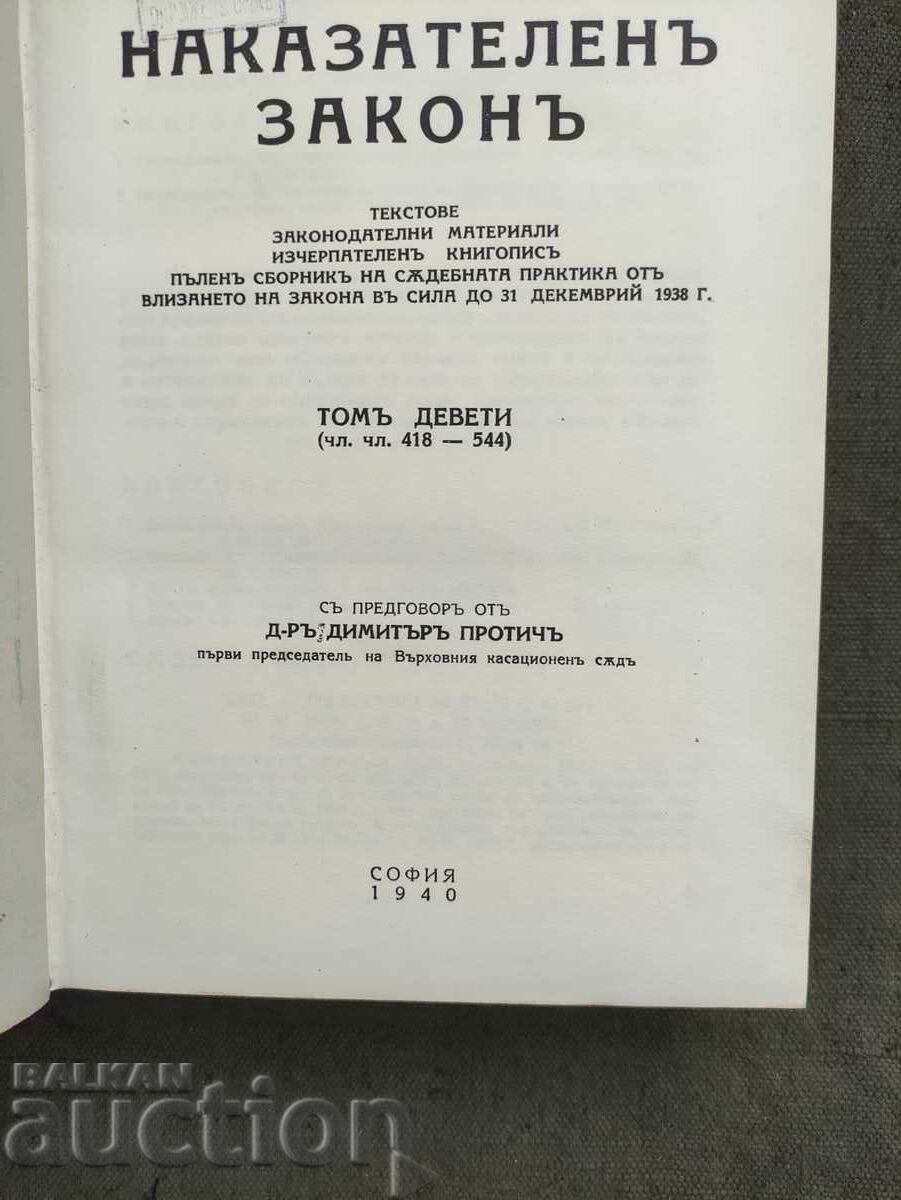 НАКАЗАТЕЛЕНЪ
ЗАКОНЪ
ТЕКСТОВЕ
ЗАКОНОДАТЕЛНИ МАТЕРИАЛИ
ИЗЧЕРПАТЕЛЕНЪ КНИГОПИСЪ
ПЪЛЕНЪ СБОРНИКЪ НА СѪДЕБНАТА ПРАКТИКА ОТЪ
ВЛИЗАНЕТО НА ЗАКОНА ВЪ СИЛА ДО 31 ДЕКЕМВРИЙ 1938 Г.
ТОМЪ ДЕВЕТИ
(чл. чл. 418 — 544)
СЪ ПРЕДГОВОРЪ ОТЪ
Д-РЪ ДИМИТЪРЪ ПРОТИЧЪ
първи председатель на Върховния касационенъ сѫдъ
СОФИЯ
1940
BALKAN
auction